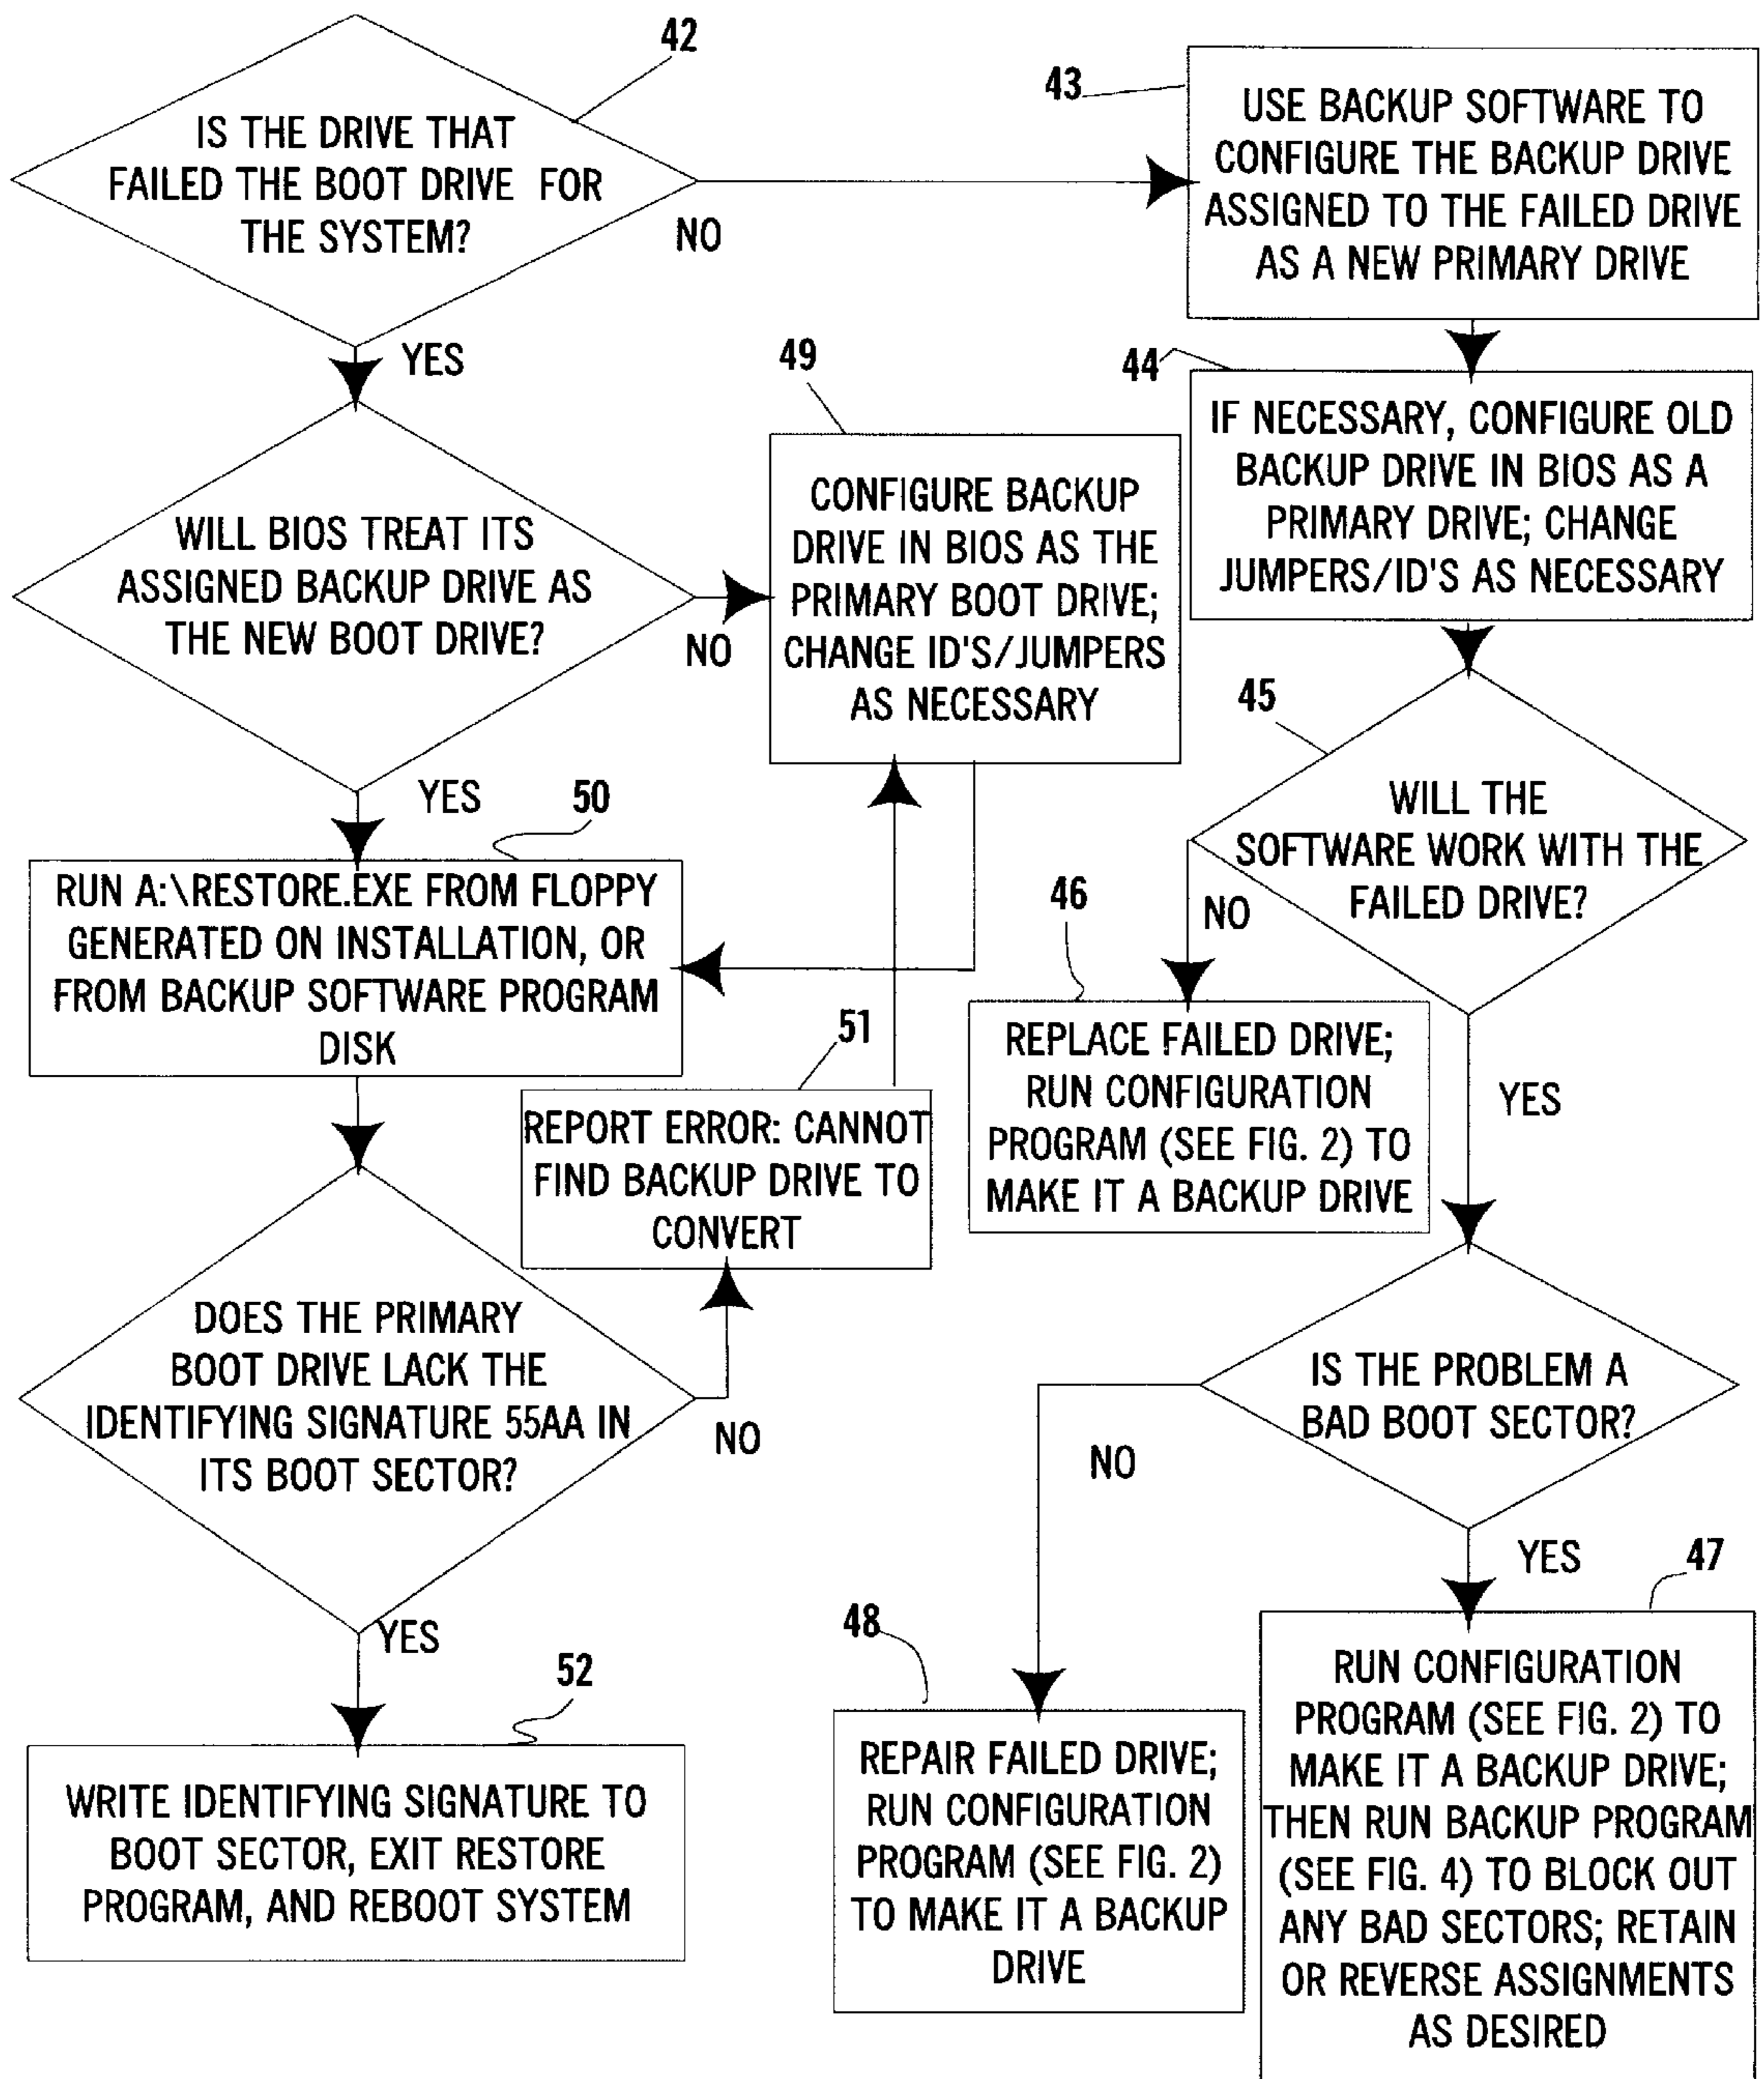 42
IS THE DRIVE THAT
FAILED THE BOOT DRIVE FOR
THE SYSTEM?
NO
YES
43
USE BACKUP SOFTWARE TO
CONFIGURE THE BACKUP DRIVE
ASSIGNED TO THE FAILED DRIVE
AS A NEW PRIMARY DRIVE
44
IF NECESSARY, CONFIGURE OLD
BACKUP DRIVE IN BIOS AS A
PRIMARY DRIVE; CHANGE
JUMPERS/ID'S AS NECESSARY
WILL BIOS TREAT ITS
ASSIGNED BACKUP DRIVE AS
THE NEW BOOT DRIVE?
NO
YES
49
CONFIGURE BACKUP
DRIVE IN BIOS AS THE
PRIMARY BOOT DRIVE;
CHANGE ID'S/JUMPERS
AS NECESSARY
45
WILL THE
SOFTWARE WORK WITH THE
FAILED DRIVE?
NO
YES
50
RUN A:\RESTORE.EXE FROM FLOPPY
GENERATED ON INSTALLATION, OR
FROM BACKUP SOFTWARE PROGRAM
DISK
46
REPLACE FAILED DRIVE;
RUN CONFIGURATION
PROGRAM (SEE FIG. 2) TO
MAKE IT A BACKUP DRIVE
51
REPORT ERROR: CANNOT
FIND BACKUP DRIVE TO
CONVERT
DOES THE PRIMARY
BOOT DRIVE LACK THE
IDENTIFYING SIGNATURE 55AA IN
ITS BOOT SECTOR?
NO
YES
IS THE PROBLEM A
BAD BOOT SECTOR?
NO
YES
52
WRITE IDENTIFYING SIGNATURE TO
BOOT SECTOR, EXIT RESTORE
PROGRAM, AND REBOOT SYSTEM
48
REPAIR FAILED DRIVE;
RUN CONFIGURATION
PROGRAM (SEE FIG. 2)
TO MAKE IT A BACKUP
DRIVE
47
RUN CONFIGURATION
PROGRAM (SEE FIG. 2) TO
MAKE IT A BACKUP DRIVE;
THEN RUN BACKUP PROGRAM
(SEE FIG. 4) TO BLOCK OUT
ANY BAD SECTORS; RETAIN
OR REVERSE ASSIGNMENTS
AS DESIRED